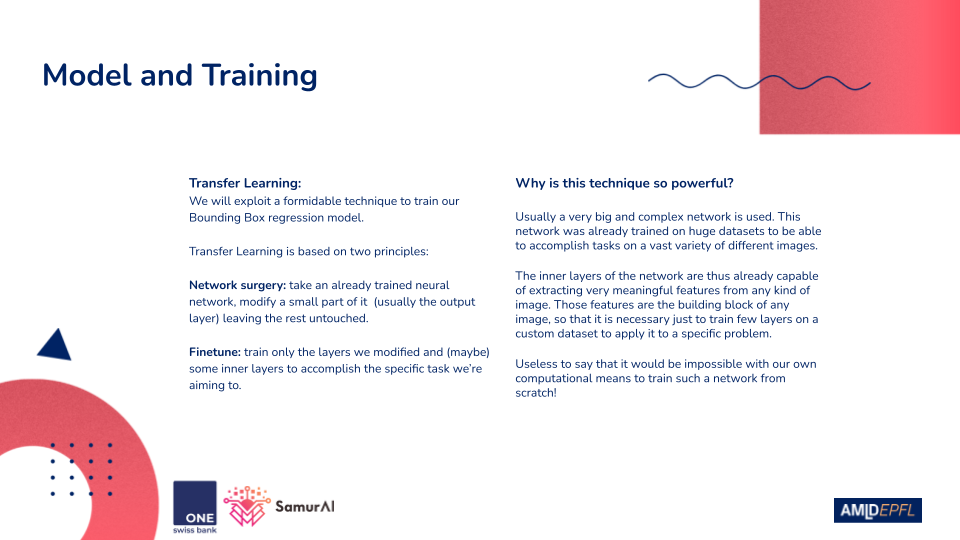 Model and Training
Transfer Learning:
We will exploit a formidable technique to train our
Bounding Box regression model.
Transfer Learning is based on two principles:
Network surgery: take an already trained neural
network, modify a small part of it  (usually the output
layer) leaving the rest untouched.
Finetune: train only the layers we modified and (maybe)
some inner layers to accomplish the specific task we're
aiming to.
Why is this technique so powerful?
Usually a very big and complex network is used. This
network was already trained on huge datasets to be able
to accomplish tasks on a vast variety of different images.
The inner layers of the network are thus already capable
of extracting very meaningful features from any kind of
image. Those features are the building block of any
image, so that it is necessary just to train few layers on a
custom dataset to apply it to a specific problem.
Useless to say that it would be impossible with our own
computational means to train such a network from
scratch!
ONE
swiss bank
SamurAI
AMLDEPFL